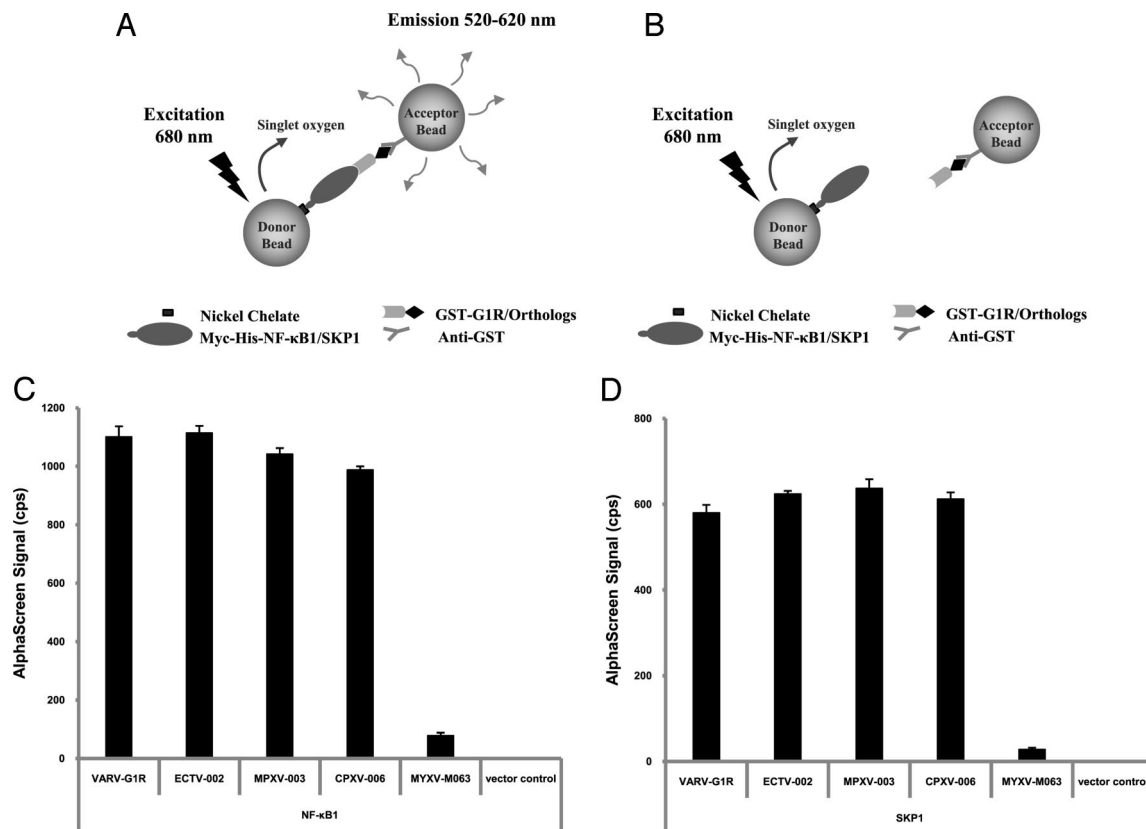 A
Emission 520-620 nm
Excitation
680 nm
Singlet oxygen
Acceptor
Bead
Donor
Bead
Nickel Chelate
Myc-His-NF-κB1/SKP1
GST-G1R/Orthologs
Anti-GST
B
Excitation
680 nm
Singlet oxygen
Acceptor
Bead
Donor
Bead
Nickel Chelate
Myc-His-NF-κB1/SKP1
GST-G1R/Orthologs
Anti-GST
C
AlphaScreen Signal (cps)
1200
1000
800
600
400
200
0
VARV-G1R ECTV-002 MPXV-003 CPXV-006 MYXV-M063 vector control
NF-κB1
D
AlphaScreen Signal (cps)
800
600
400
200
0
VARV-G1R ECTV-002 MPXV-003 CPXV-006 MYXV-M063 vector control
SKP1